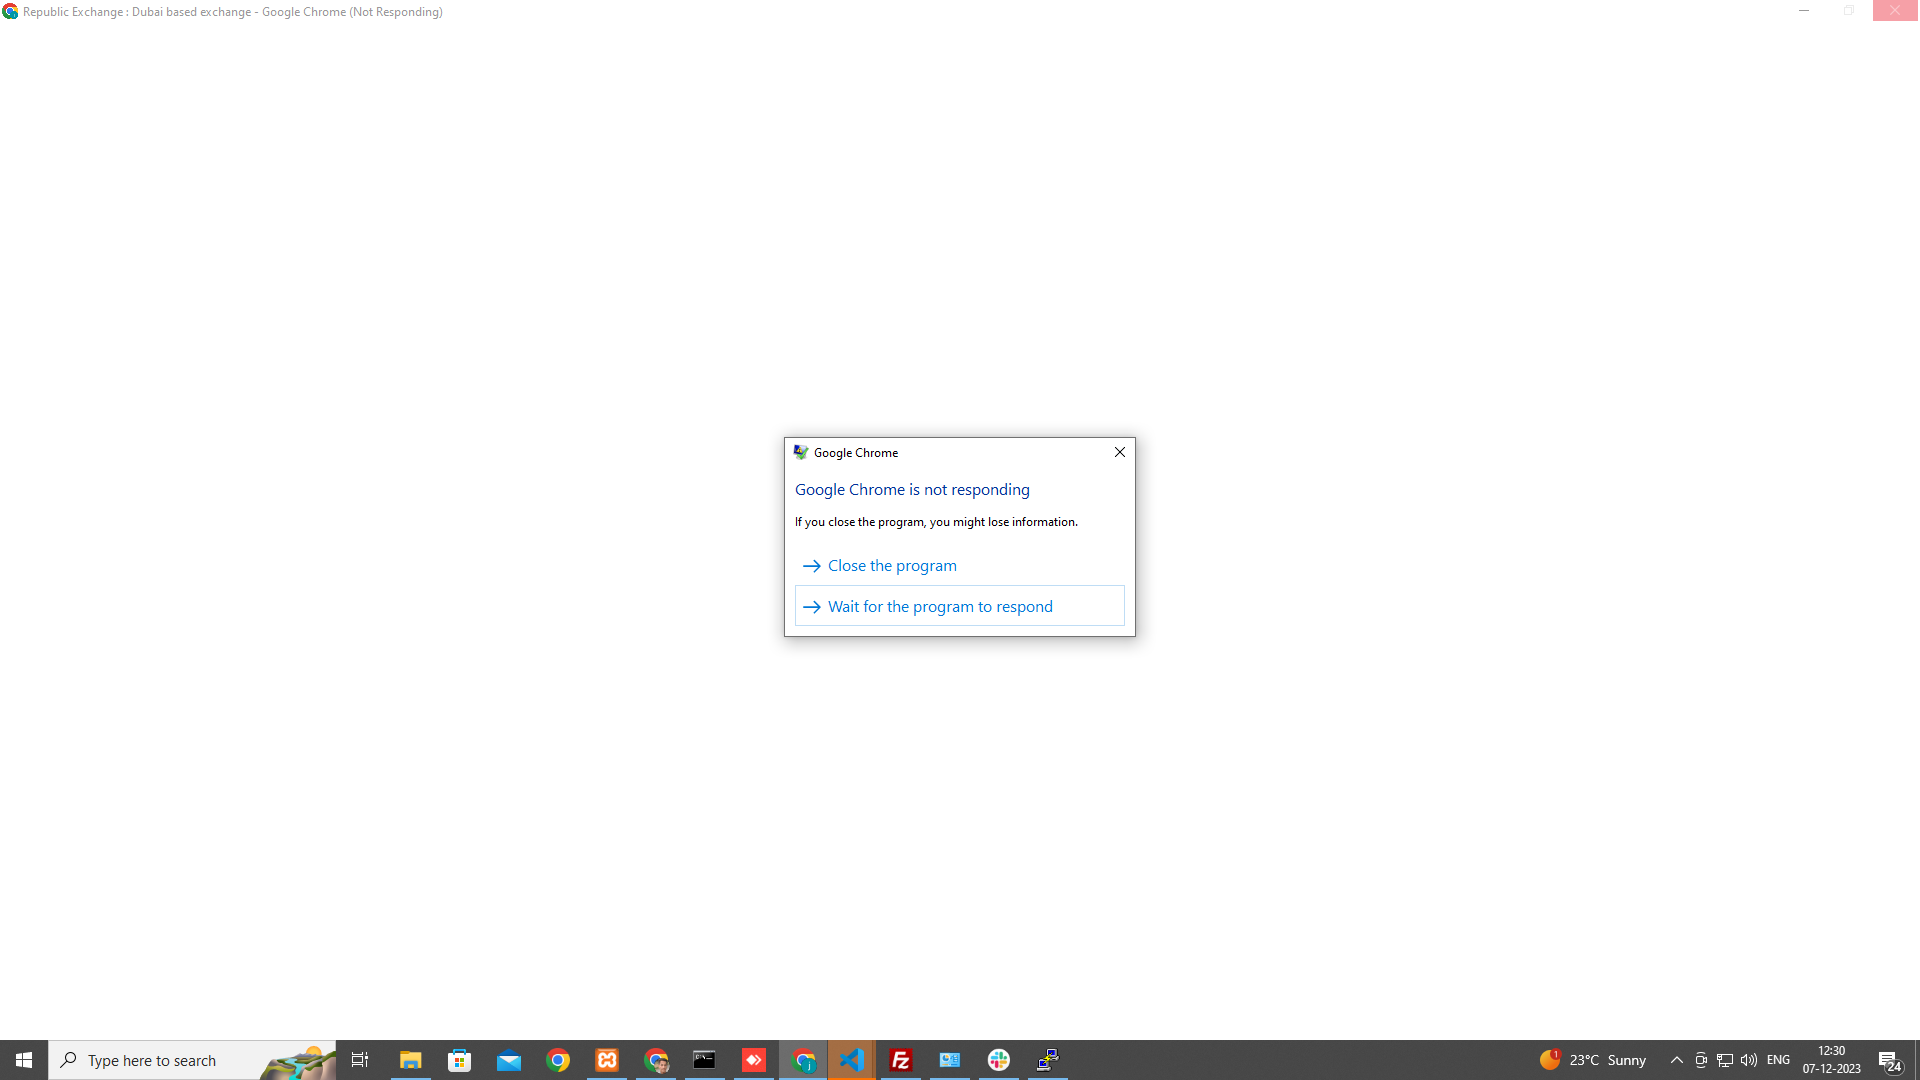 Republic Exchange : Dubai based exchange - Google Chrome (Not Responding)
Google Chrome
Google Chrome is not responding
If you close the program, you might lose information.
Close the program
Wait for the program to respond
Type here to search
1
23°C Sunny
ENG
12:30
07-12-2023
24